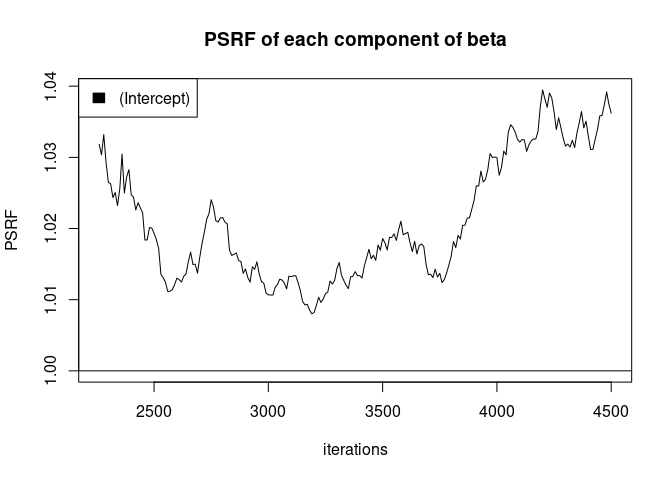 PSRF of each component of beta
(Intercept)
PSRF
1.04
1.03
1.02
1.01
1.00
2500 3000 3500 4000 4500
iterations